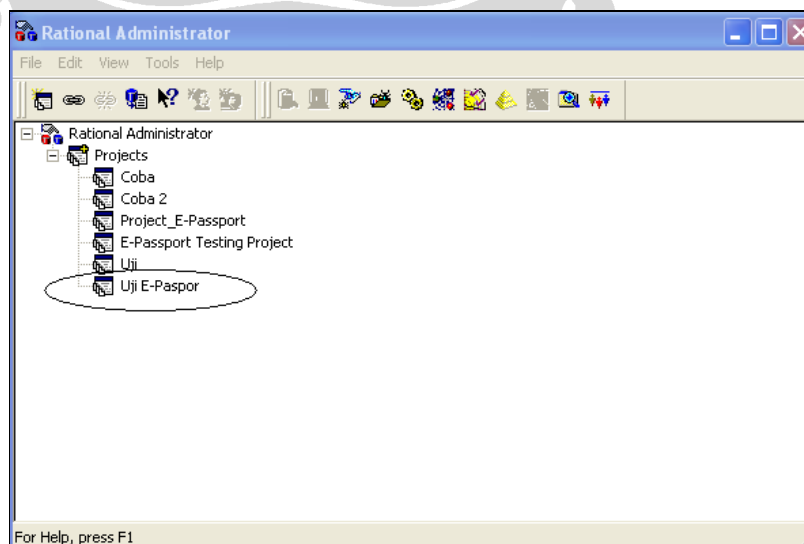 Rational Administrator
File Edit View Tools Help
Rational Administrator
Projects
Coba
Coba 2
Project_E-Passport
E-Passport Testing Project
Uji
Uji E-Paspor
For Help, press F1